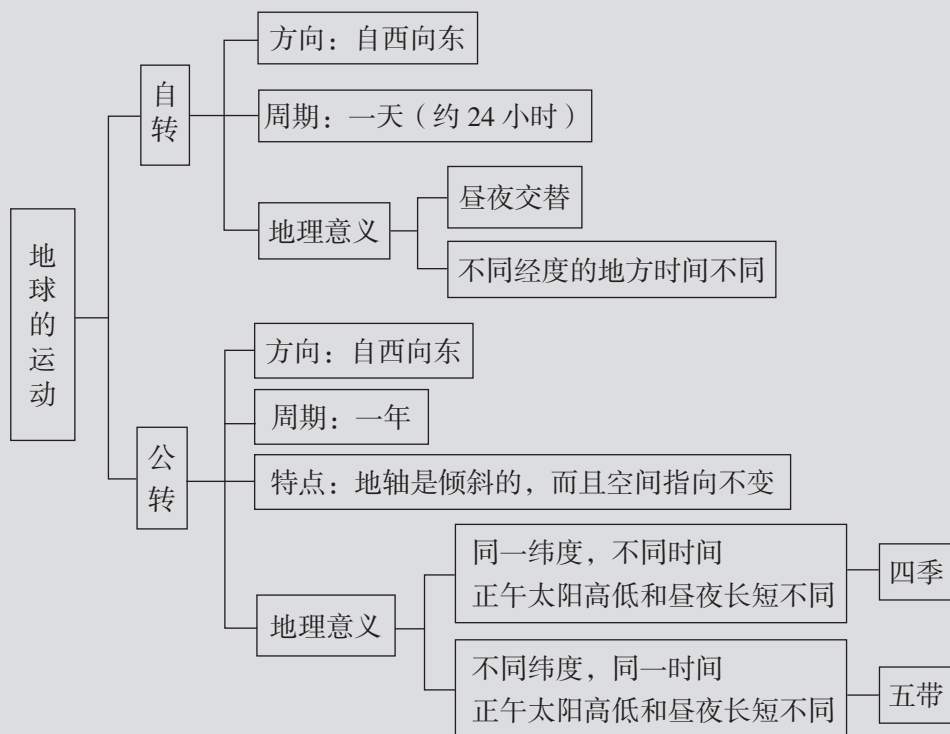 地球的运动
自转
方向：自西向东
周期：一天（约 24 小时）
地理意义
昼夜交替
不同经度的地方时间不同
公转
方向：自西向东
周期：一年
特点：地轴是倾斜的，而且空间指向不变
地理意义
同一纬度，不同时间
正午太阳高低和昼夜长短不同
四季
不同纬度，同一时间
正午太阳高低和昼夜长短不同
五带